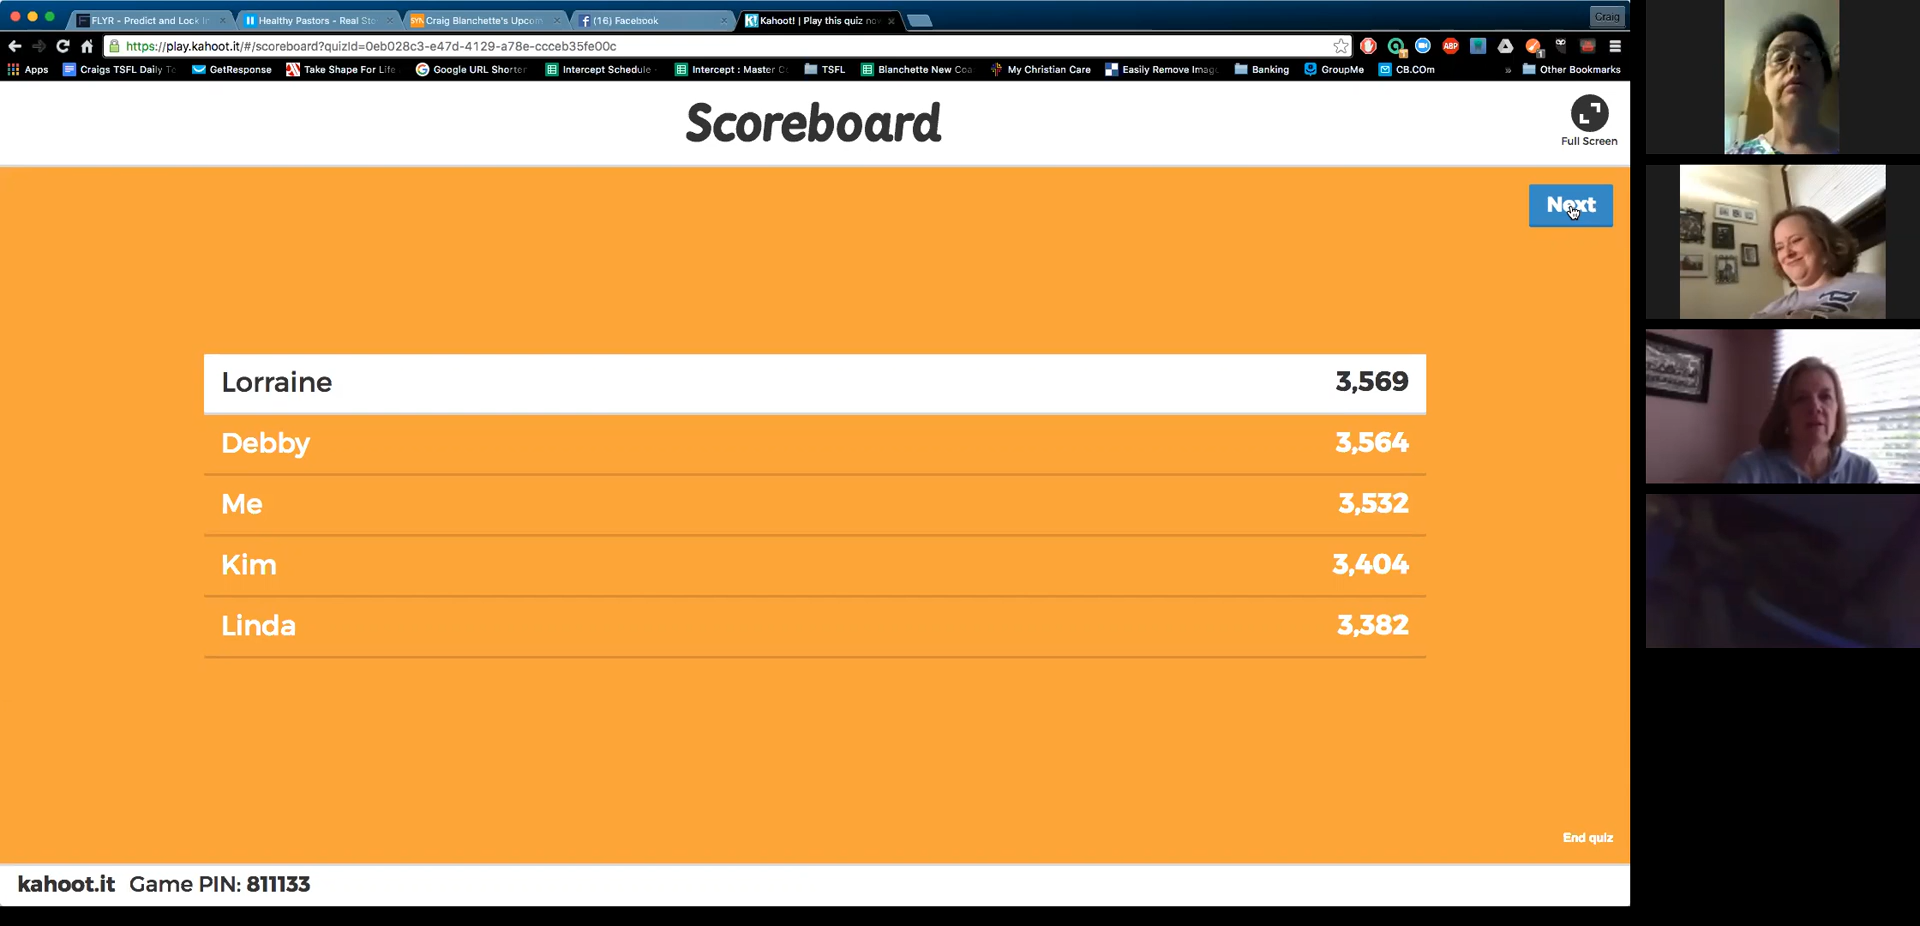 FLYR - Predict and Lock In
Healthy Pastors - Real Sto
Craig Blanchette's Upcom
(16) Facebook
Kahoot! | Play this quiz no
Craig
https://play.kahoot.it/#/scoreboard?quizId=0eb028c3-e47d-4129-a78e-ccceb35fe00c
ABP
Apps
Craigs TSFL Daily T
GetResponse
Take Shape For Life
Google URL Shorte
Intercept Schedule
Intercept : Master C
TSFL
Blanchette New Coa
My Christian Care
Easily Remove Imag
Banking
GroupMe
CB.COm
»
Other Bookmarks
Scoreboard
Full Screen
Next
Lorraine 3,569
Debby 3,564
Me 3,532
Kim 3,404
Linda 3,382
End quiz
kahoot.it Game PIN: 811133